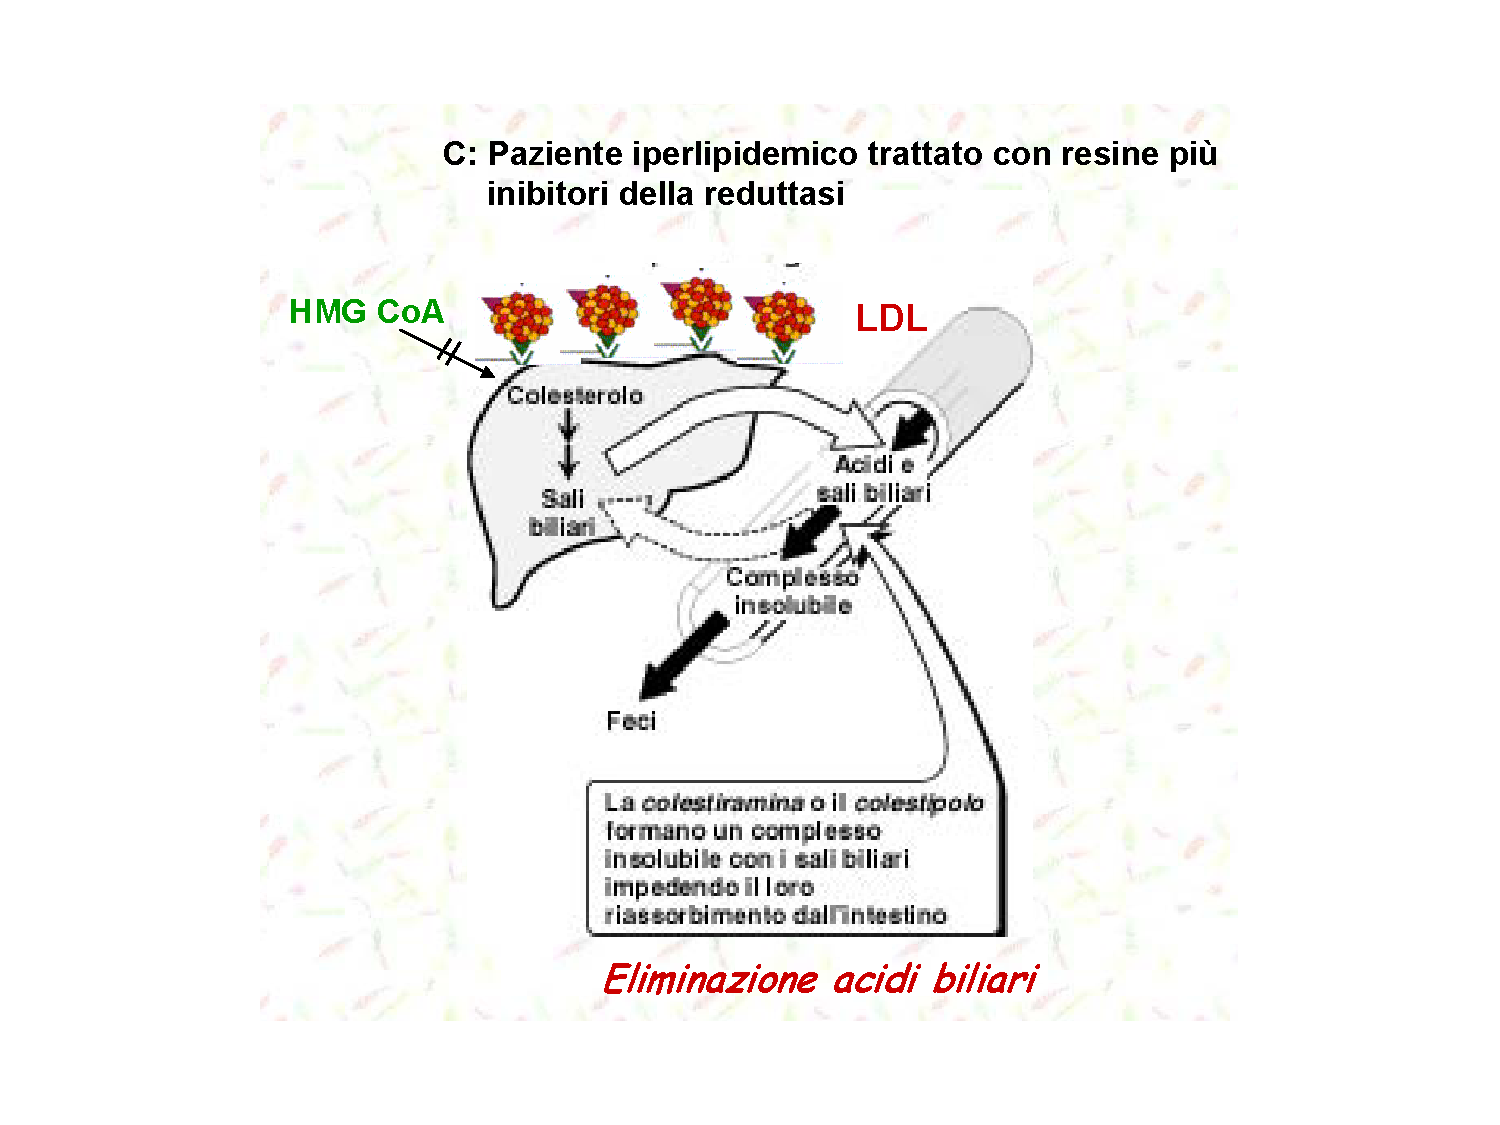 C: Paziente iperlipidemico trattato con resine più
inibitori della reduttasi
HMG CoA
LDL
Colesterolo
Acidi e
sali biliari
Sali
biliari
Complesso
insolubile
Feci
La colestiramina o il colestipolo
formano un complesso
insolubile con i sali biliari
impedendo il loro
riassorbimento dall'intestino
Eliminazione acidi biliari